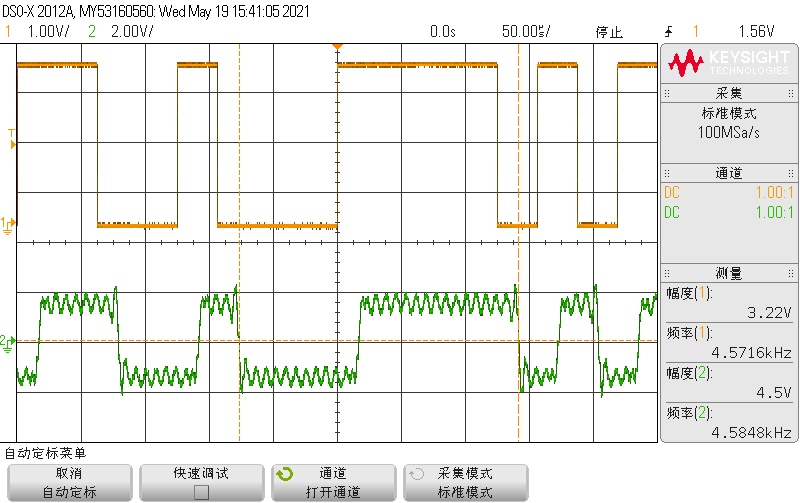 DSO-X 2012A, MY53160560: Wed May 19 15:41:05 2021
1 1.00V/ 2 2.00V/ 0.0s 50.00us/ 停止 1 1.56V
KEYSIGHT
TECHNOLOGIES
采集
标准模式
100MSa/s
通道
DC 1.00:1
DC 1.00:1
测量
幅度(1):
3.22V
频率(1):
4.5716kHz
幅度(2):
4.5V
频率(2):
4.5848kHz
T
1
2
自动定标菜单
取消
自动定标
快速调试
通道
打开通道
采集模式
标准模式